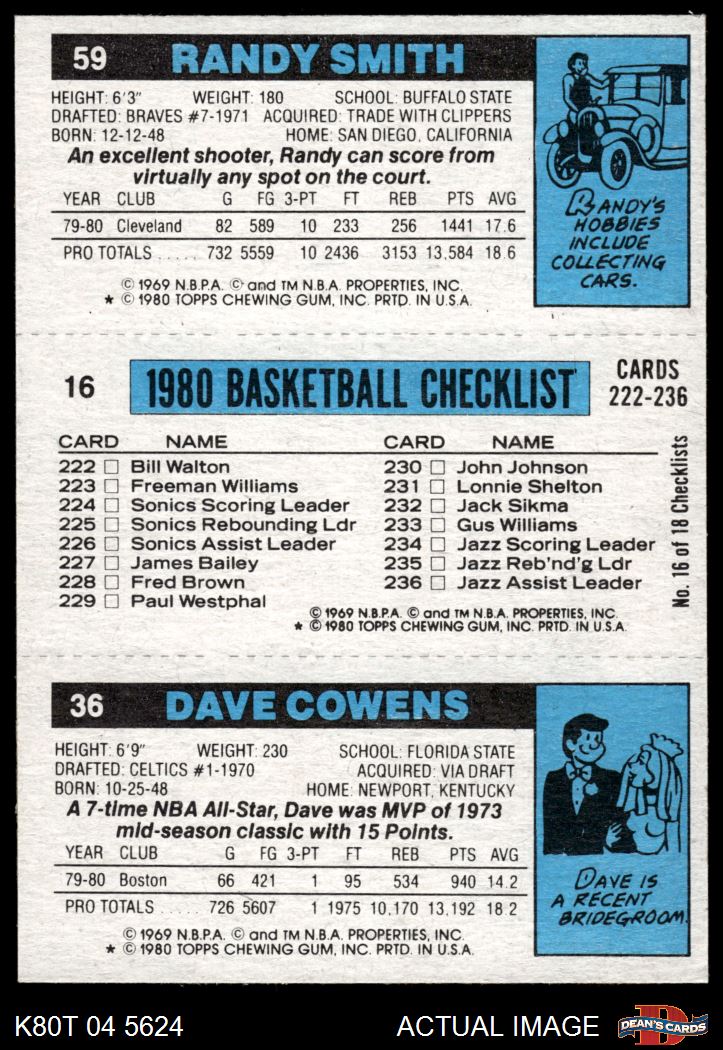 59 RANDY SMITH
HEIGHT: 6'3" WEIGHT: 180 SCHOOL: BUFFALO STATE
DRAFTED: BRAVES #7-1971 ACQUIRED: TRADE WITH CLIPPERS
BORN: 12-12-48 HOME: SAN DIEGO, CALIFORNIA
An excellent shooter, Randy can score from
virtually any spot on the court.
YEAR CLUB G FG 3-PT FT REB PTS AVG
79-80 Cleveland 82 589 10 233 256 1441 17.6
PRO TOTALS ..... 732 5559 10 2436 3153 13,584 18.6
© 1969 N.B.P.A. © and TM N.B.A. PROPERTIES, INC.
* © 1980 TOPPS CHEWING GUM, INC. PRTD. IN U.S.A.
RANDY'S
HOBBIES
INCLUDE
COLLECTING
CARS.
16 1980 BASKETBALL CHECKLIST CARDS
222-236
CARD NAME
222 □ Bill Walton
223 □ Freeman Williams
224 □ Sonics Scoring Leader
225 □ Sonics Rebounding Ldr
226 □ Sonics Assist Leader
227 □ James Bailey
228 □ Fred Brown
229 □ Paul Westphal
CARD NAME
230 □ John Johnson
231 □ Lonnie Shelton
232 □ Jack Sikma
233 □ Gus Williams
234 □ Jazz Scoring Leader
235 □ Jazz Reb'nd'g Ldr
236 □ Jazz Assist Leader
No. 16 of 18 Checklists
© 1969 N.B.P.A. © and TM N.B.A. PROPERTIES, INC.
* © 1980 TOPPS CHEWING GUM, INC. PRTD. IN U.S.A.
36 DAVE COWENS
HEIGHT: 6'9" WEIGHT: 230 SCHOOL: FLORIDA STATE
DRAFTED: CELTICS #1-1970 ACQUIRED: VIA DRAFT
BORN: 10-25-48 HOME: NEWPORT, KENTUCKY
A 7-time NBA All-Star, Dave was MVP of 1973
mid-season classic with 15 Points.
YEAR CLUB G FG 3-PT FT REB PTS AVG
79-80 Boston 66 421 1 95 534 940 14.2
PRO TOTALS ..... 726 5607 1 1975 10,170 13,192 18.2
© 1969 N.B.P.A. © and TM N.B.A. PROPERTIES, INC.
* © 1980 TOPPS CHEWING GUM, INC. PRTD. IN U.S.A.
DAVE IS
A RECENT
BRIDEGROOM.
K80T 04 5624 ACTUAL IMAGE D DEAN'S CARDS